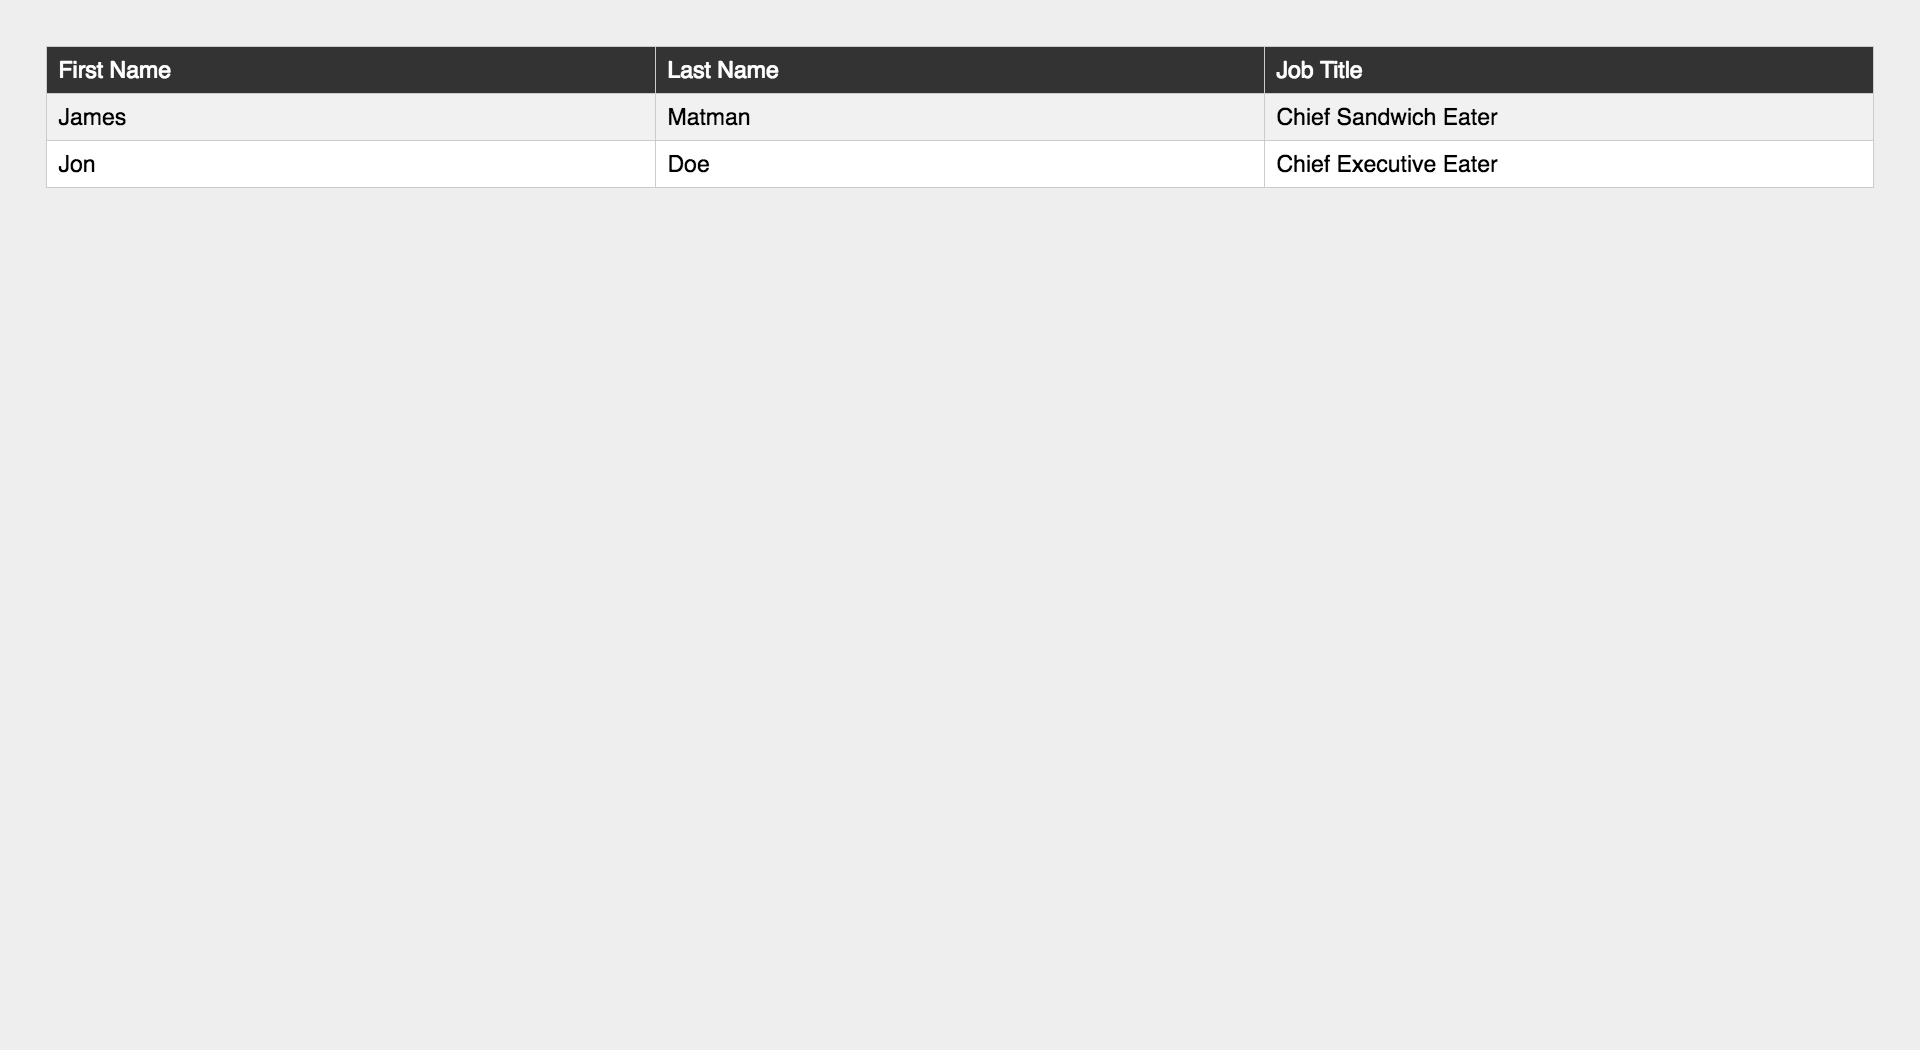 First Name Last Name Job Title
James Matman Chief Sandwich Eater
Jon Doe Chief Executive Eater